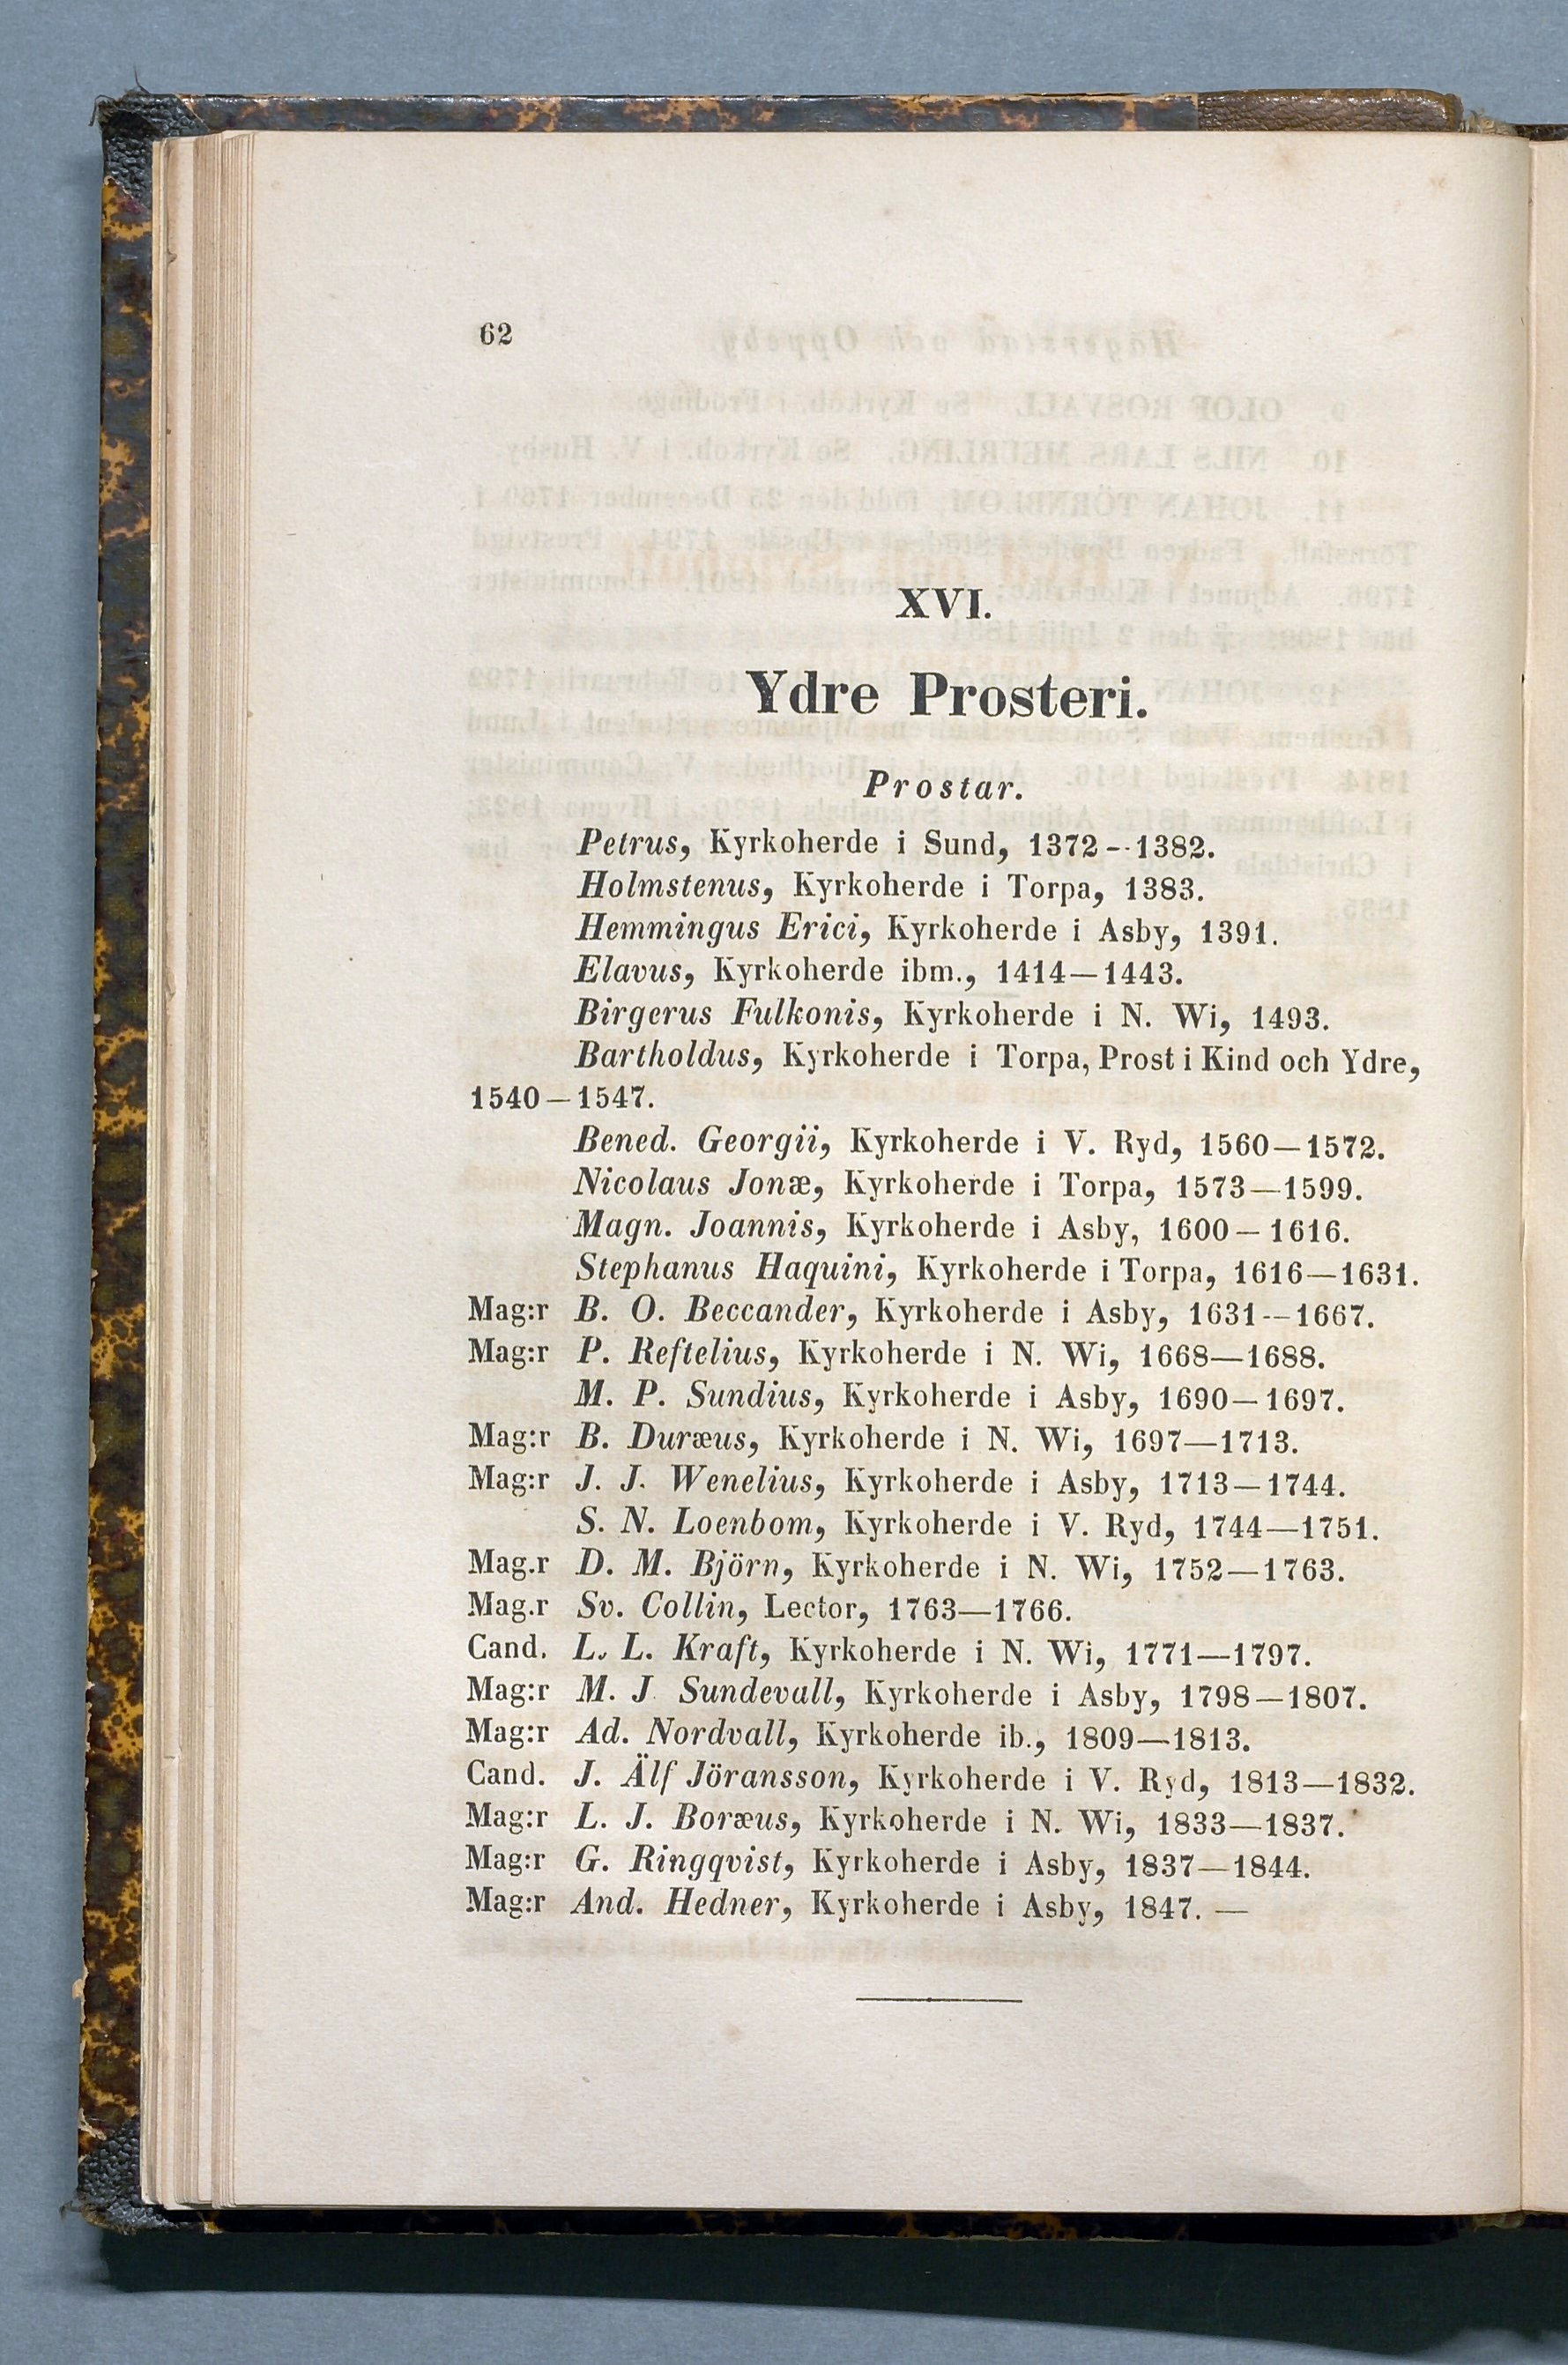 62
XVI.
Ydre Prosteri.
Prostar.
Petrus, Kyrkoherde i Sund, 1372--1382.
Holmstenus, Kyrkoherde i Torpa, 1383.
Hemmingus Erici, Kyrkoherde i Asby, 1391.
Elavus, Kyrkoherde ibm., 1414—1443.
Birgerus Fulkonis, Kyrkoherde i N. Wi, 1493.
Bartholdus, Kyrkoherde i Torpa, Prost i Kind och Ydre,
1540—1547.
Bened. Georgii, Kyrkoherde i V. Ryd, 1560—1572.
Nicolaus Jonæ, Kyrkoherde i Torpa, 1573—1599.
Magn. Joannis, Kyrkoherde i Asby, 1600—1616.
Stephanus Haquini, Kyrkoherde i Torpa, 1616—1631.
Mag:r B. O. Beccander, Kyrkoherde i Asby, 1631--1667.
Mag:r P. Reftelius, Kyrkoherde i N. Wi, 1668—1688.
M. P. Sundius, Kyrkoherde i Asby, 1690—1697.
Mag:r B. Duræus, Kyrkoherde i N. Wi, 1697—1713.
Mag:r J. J. Wenelius, Kyrkoherde i Asby, 1713—1744.
S. N. Loenbom, Kyrkoherde i V. Ryd, 1744—1751.
Mag.r D. M. Björn, Kyrkoherde i N. Wi, 1752—1763.
Mag.r Sv. Collin, Lector, 1763—1766.
Cand. L. L. Kraft, Kyrkoherde i N. Wi, 1771—1797.
Mag:r M. J Sundevall, Kyrkoherde i Asby, 1798—1807.
Mag:r Ad. Nordvall, Kyrkoherde ib., 1809—1813.
Cand. J. Älf Jöransson, Kyrkoherde i V. Ryd, 1813—1832.
Mag:r L. J. Boræus, Kyrkoherde i N. Wi, 1833—1837.
Mag:r G. Ringqvist, Kyrkoherde i Asby, 1837—1844.
Mag:r And. Hedner, Kyrkoherde i Asby, 1847. —